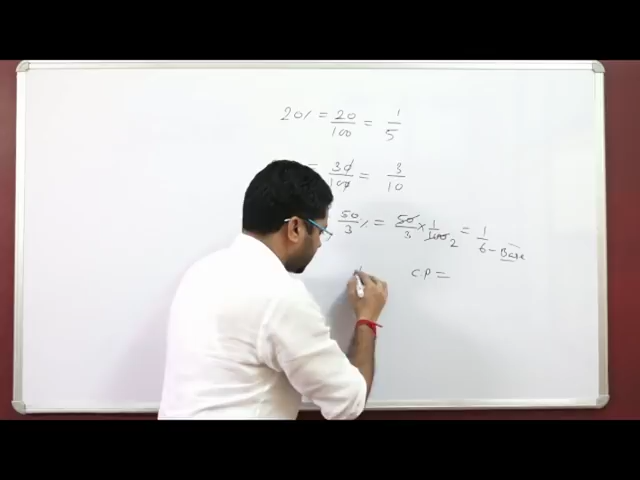 20% = 20/100 = 1/5
= 30/100 = 3/10
50/3 % = 50/3 × 1/100 2 = 1/6 - Base
CP =